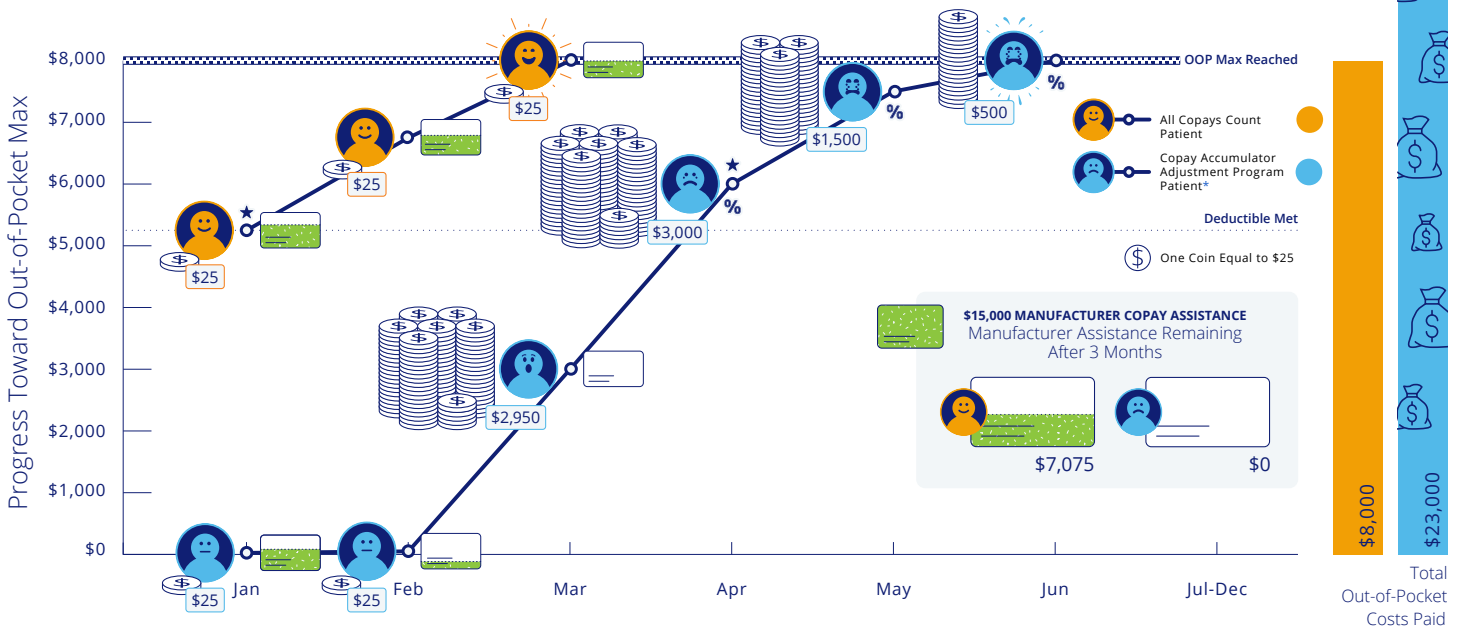 Progress Toward Out-of-Pocket Max
$8,000
$7,000
$6,000
$5,000
$4,000
$3,000
$2,000
$1,000
$0
$25
$25
$25
$25
$25
$2,950
$3,000
%
$1,500
%
$500
%
OOP Max Reached
All Copays Count
Patient
Copay Accumulator
Adjustment Program
Patient*
Deductible Met
One Coin Equal to $25
$15,000 MANUFACTURER COPAY ASSISTANCE
Manufacturer Assistance Remaining
After 3 Months
$7,075
$0
Jan
Feb
Mar
Apr
May
Jun
Jul-Dec
$8,000
$23,000
Total
Out-of-Pocket
Costs Paid